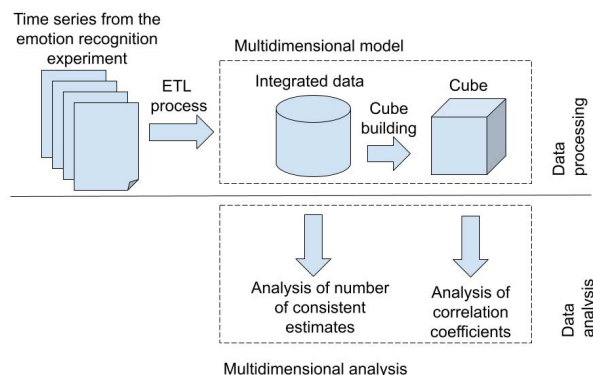 Time series from the
emotion recognition
experiment
ETL
process
Multidimensional model
Integrated data
Cube
building
Cube
Data
processing
Analysis of number
of consistent
estimates
Analysis of
correlation
coefficients
Data
analysis
Multidimensional analysis